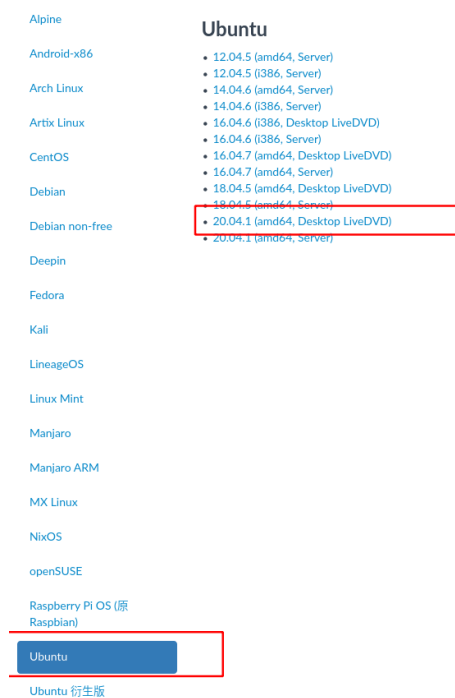 Alpine
Android-x86
Arch Linux
Artix Linux
CentOS
Debian
Debian non-free
Deepin
Fedora
Kali
LineageOS
Linux Mint
Manjaro
Manjaro ARM
MX Linux
NixOS
openSUSE
Raspberry Pi OS (原
Raspbian)
Ubuntu
Ubuntu 衍生版
Ubuntu
12.04.5 (amd64, Server)
12.04.5 (i386, Server)
14.04.6 (amd64, Server)
14.04.6 (i386, Server)
16.04.6 (i386, Desktop LiveDVD)
16.04.6 (i386, Server)
16.04.7 (amd64, Desktop LiveDVD)
16.04.7 (amd64, Server)
18.04.5 (amd64, Desktop LiveDVD)
18.04.5 (amd64, Server)
20.04.1 (amd64, Desktop LiveDVD)
20.04.1 (amd64, Server)